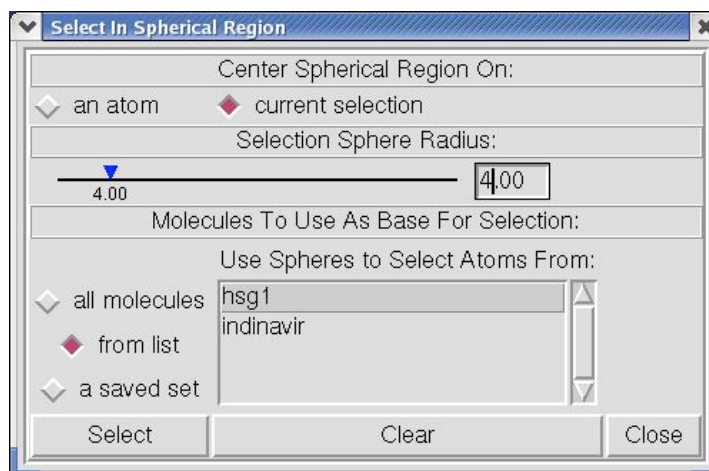 Select In Spherical Region
Center Spherical Region On:
an atom current selection
Selection Sphere Radius:
4.00 4.00
Molecules To Use As Base For Selection:
Use Spheres to Select Atoms From:
all molecules hsg1
indinavir
from list
a saved set
Select Clear Close